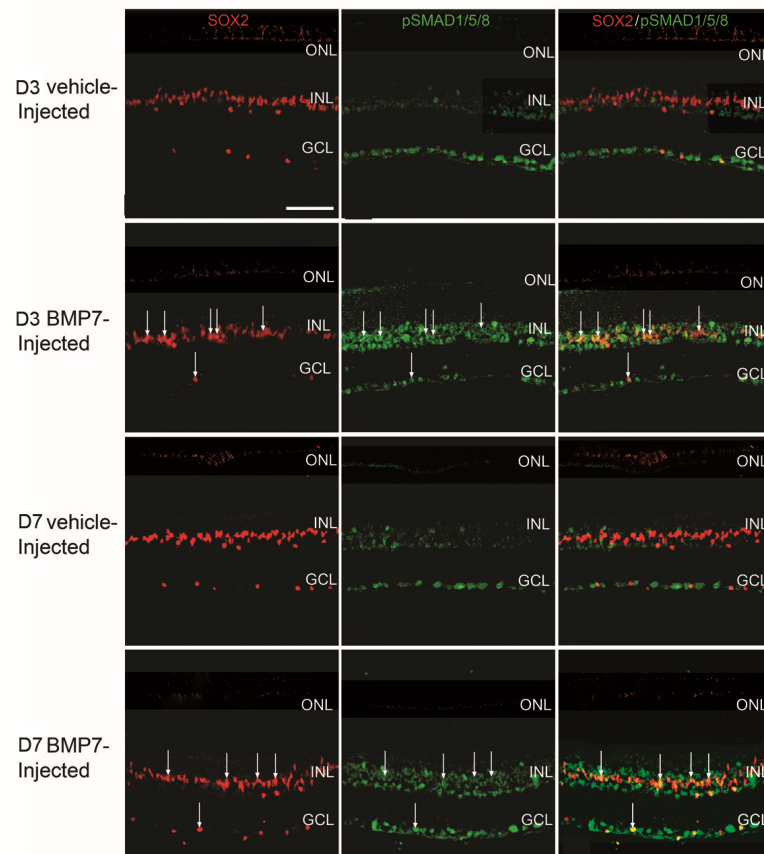 SOX2 pSMAD1/5/8 SOX2/pSMAD1/5/8
ONL ONL ONL
D3 vehicle-
Injected
INL INL INL
GCL GCL GCL
ONL ONL ONL
D3 BMP7-
Injected
INL INL INL
GCL GCL GCL
ONL ONL ONL
D7 vehicle-
Injected
INL INL INL
GCL GCL GCL
ONL ONL ONL
D7 BMP7-
Injected
INL INL INL
GCL GCL GCL